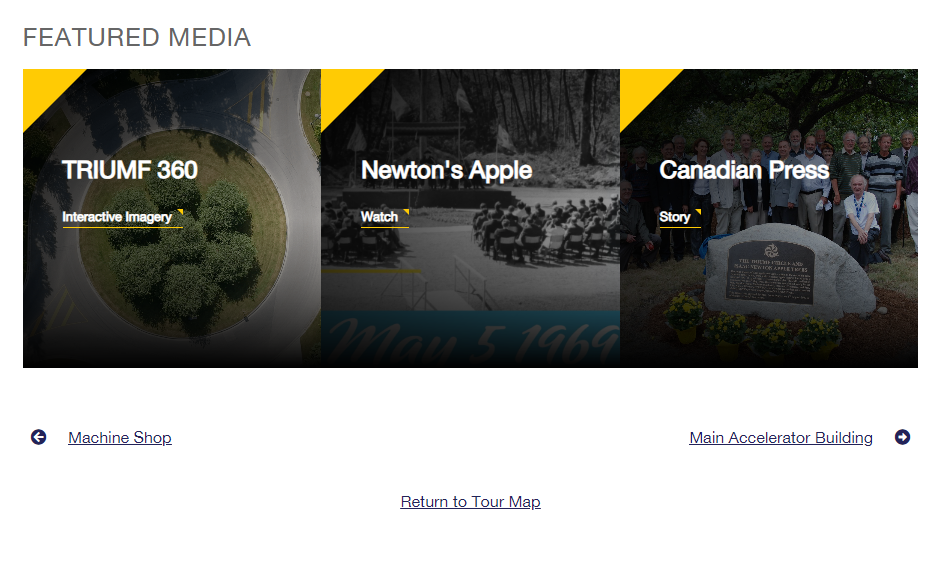 FEATURED MEDIA
TRIUMF 360
Newton's Apple
Canadian Press
Interactive Imagery
Watch
Story
May 5 1969
Machine Shop
Main Accelerator Building
Return to Tour Map